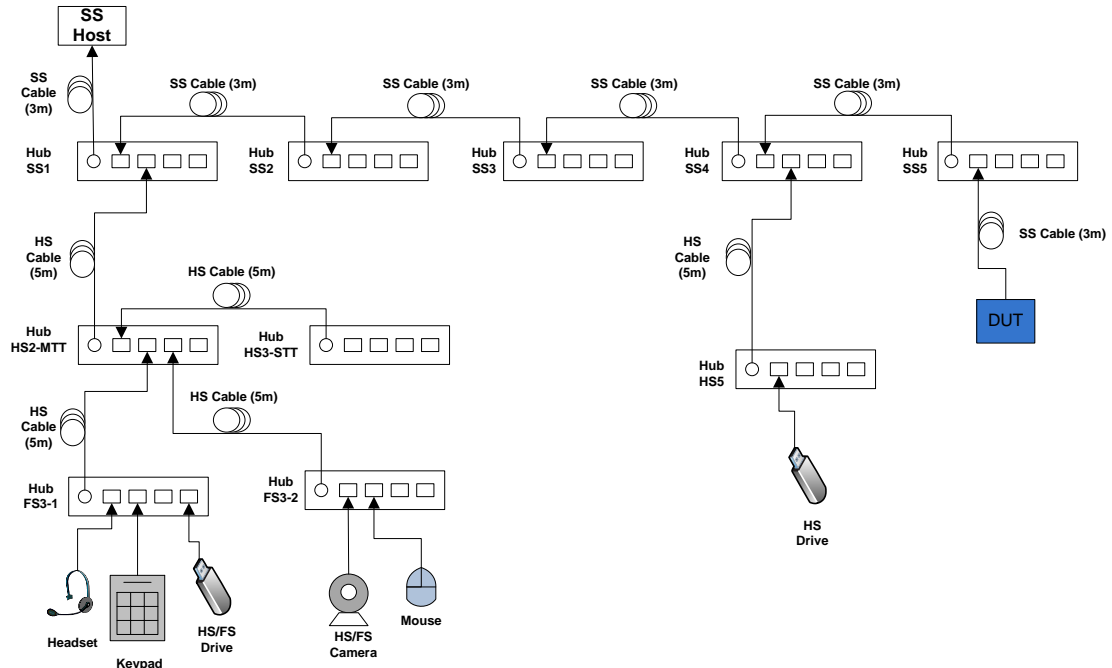 SS
Host
SS
Cable
(3m)
SS Cable (3m)
SS Cable (3m)
SS Cable (3m)
SS Cable (3m)
Hub
SS1
Hub
SS2
Hub
SS3
Hub
SS4
Hub
SS5
HS
Cable
(5m)
HS Cable (5m)
HS
Cable
(5m)
SS Cable (3m)
DUT
Hub
HS2-MTT
Hub
HS3-STT
Hub
HS5
HS
Cable
(5m)
HS Cable (5m)
Hub
FS3-1
Hub
FS3-2
HS
Drive
Headset
Keypad
HS/FS
Drive
HS/FS
Camera
Mouse